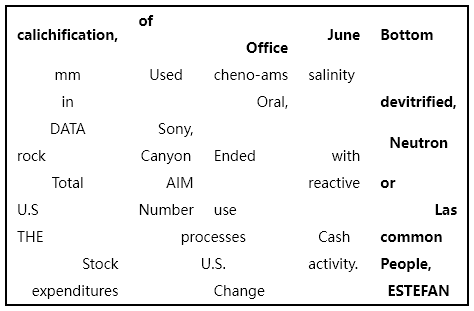 calichification, of Office June Bottom
mm Used cheno-ams salinity
in Oral, devitrified,
DATA Sony, Neutron
rock Canyon Ended with
Total AIM reactive or
U.S Number use Las
THE processes Cash common
Stock U.S. activity. People,
expenditures Change ESTEFAN